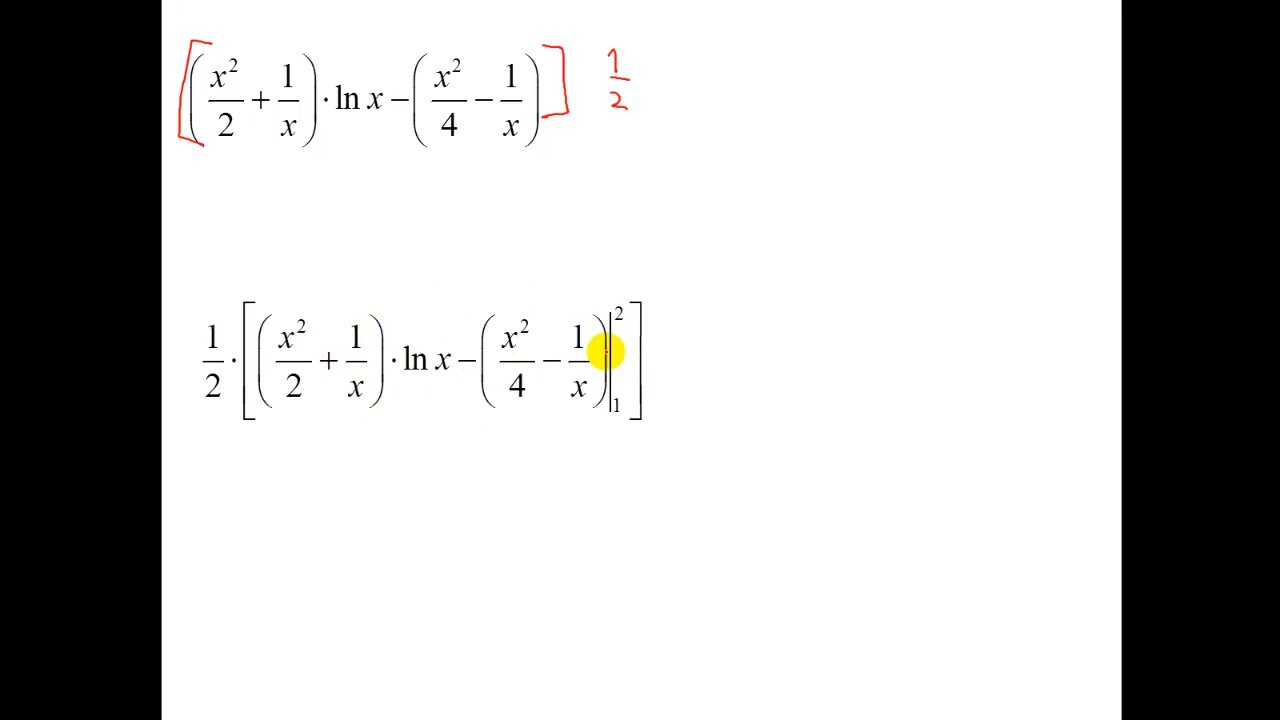 [(x²/2 + 1/x) · ln x − (x²/4 − 1/x)] 1/2
1/2 · [(x²/2 + 1/x) · ln x − (x²/4 − 1/x)|₁²]